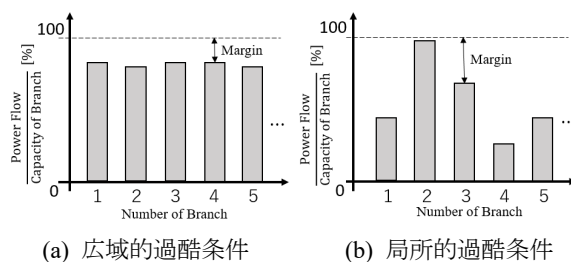 100
Power Flow
Capacity of Branch
[%]
Margin
...
0
1 2 3 4 5
Number of Branch
(a) 広域的過酷条件
100
Power Flow
Capacity of Branch
[%]
Margin
...
0
1 2 3 4 5
Number of Branch
(b) 局所的過酷条件